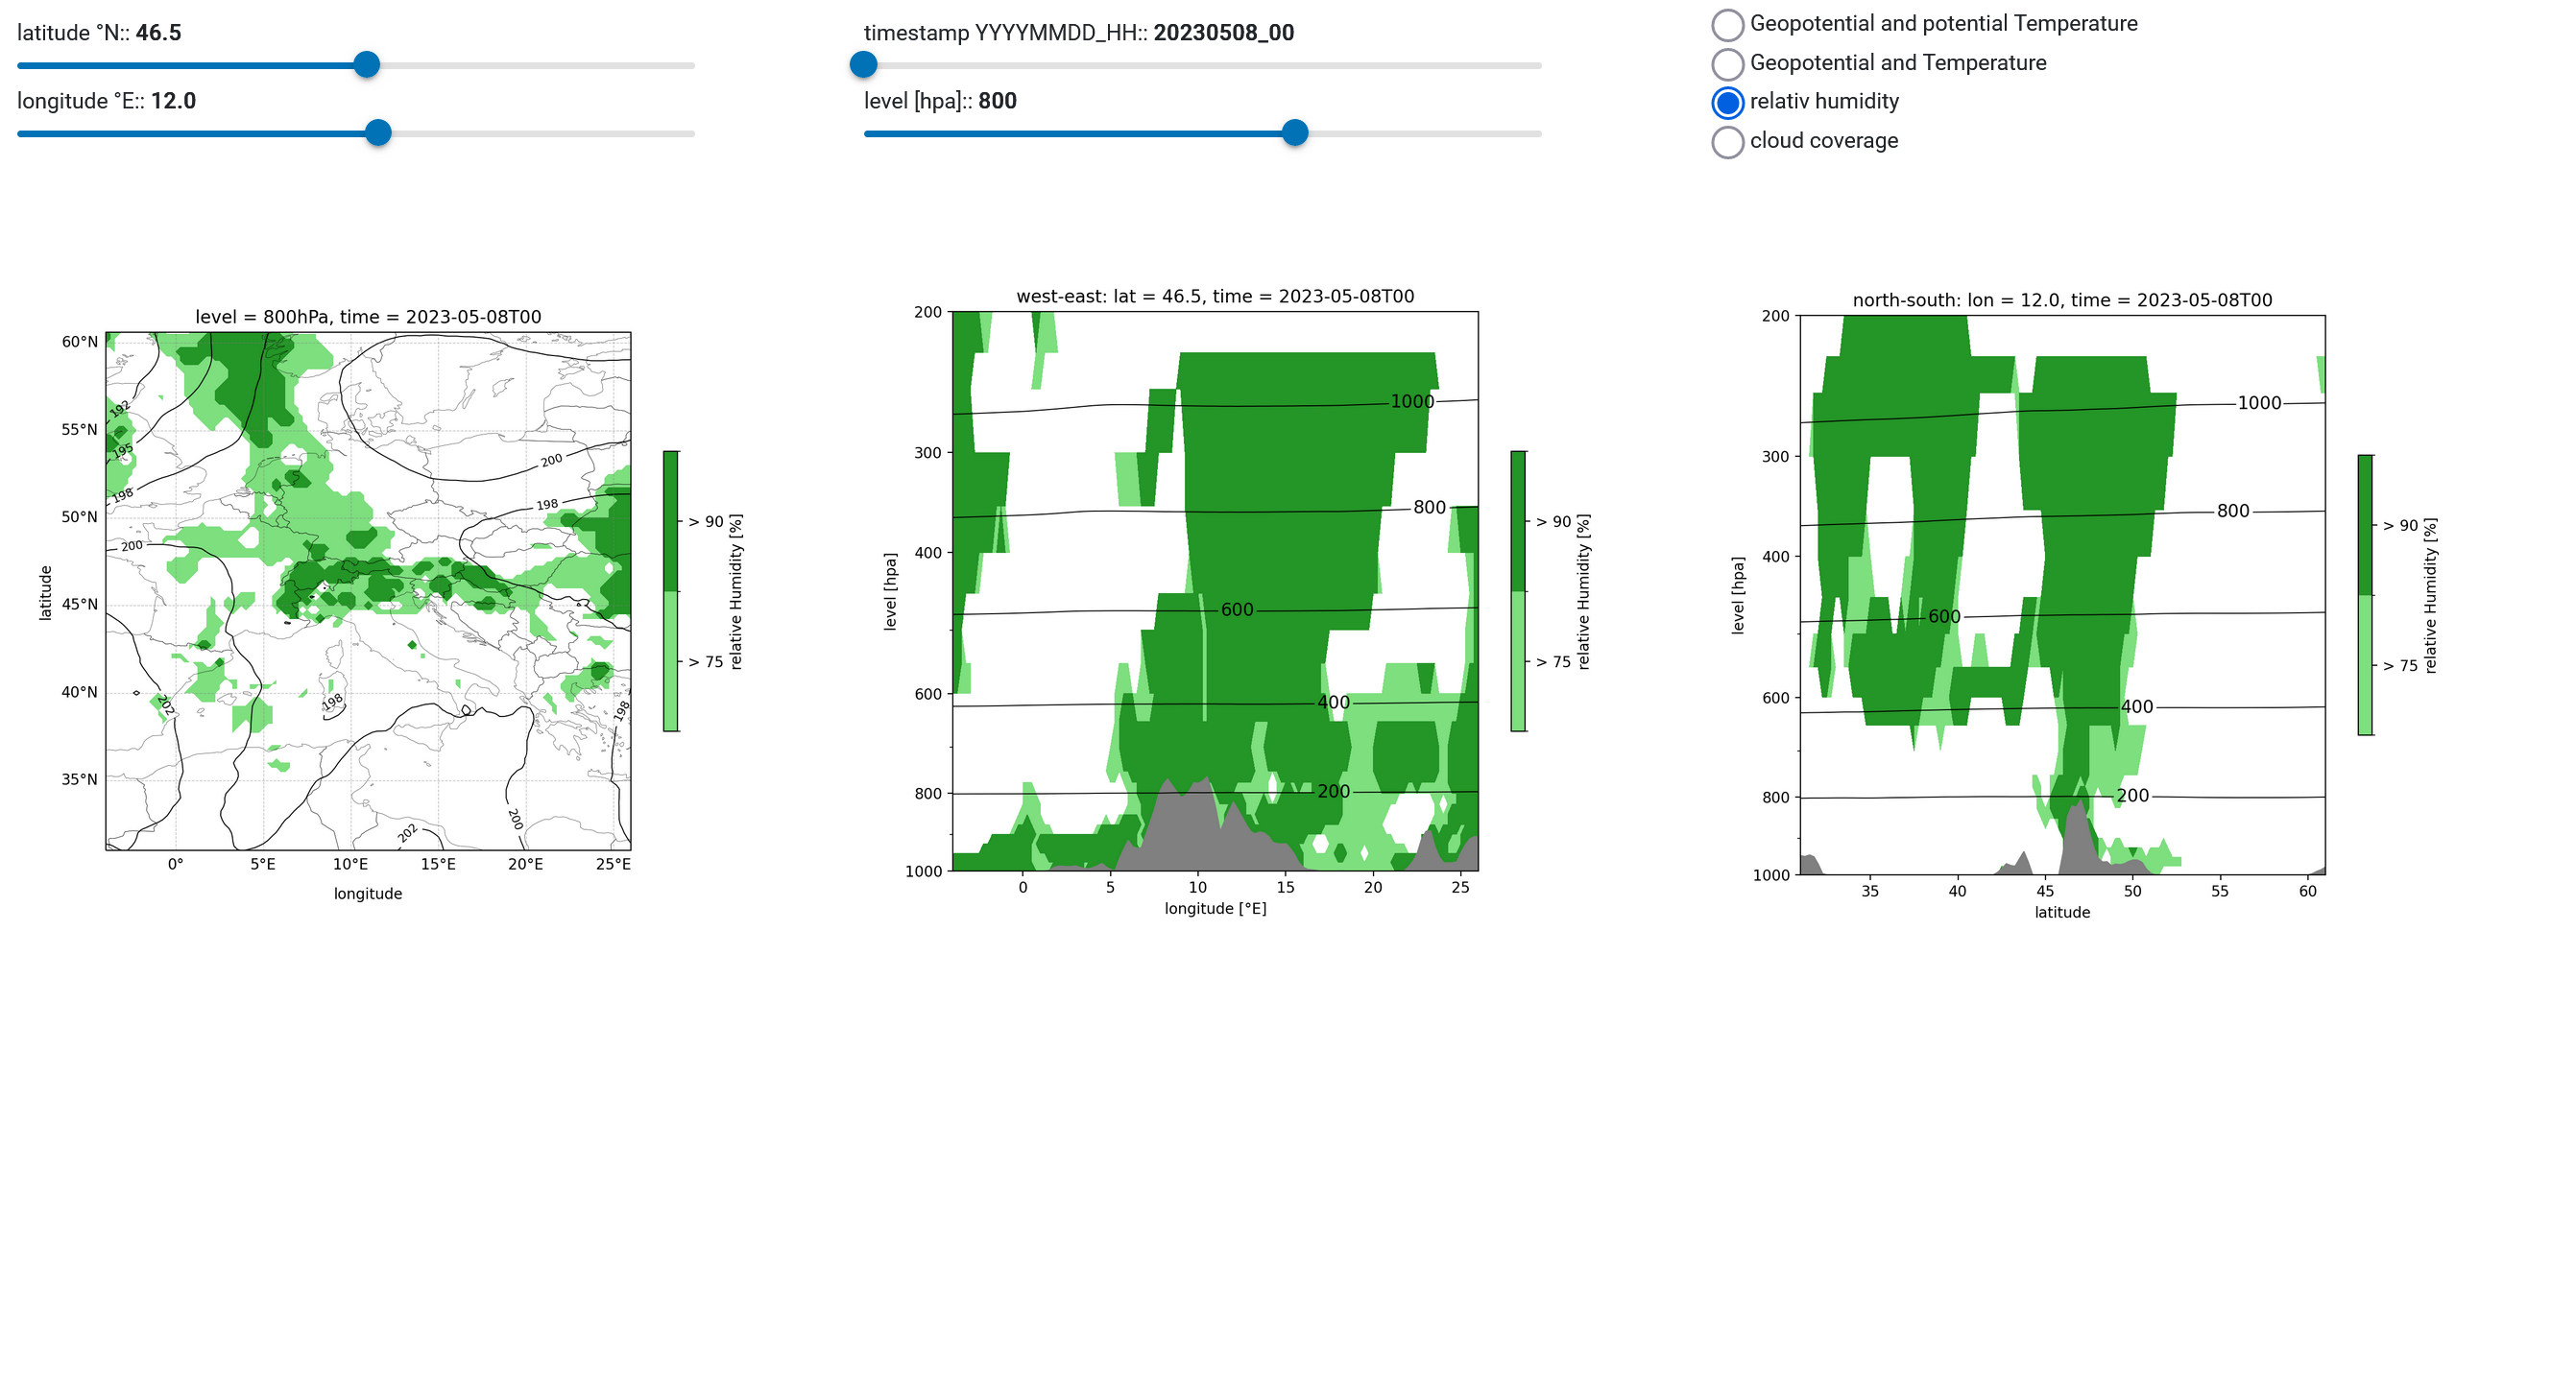 latitude °N:: 46.5
longitude °E:: 12.0
timestamp YYYYMMDD_HH:: 20230508_00
level [hpa]:: 800
Geopotential and potential Temperature
Geopotential and Temperature
relativ humidity
cloud coverage
level = 800hPa, time = 2023-05-08T00
60°N
55°N
50°N
45°N
40°N
35°N
latitude
192
195
198
200
200
198
202
198
198
202
200
0°
5°E
10°E
15°E
20°E
25°E
longitude
> 90
> 75
relative Humidity [%]
west-east: lat = 46.5, time = 2023-05-08T00
200
300
400
600
800
1000
level [hpa]
1000
800
600
400
200
0
5
10
15
20
25
longitude [°E]
> 90
> 75
relative Humidity [%]
north-south: lon = 12.0, time = 2023-05-08T00
200
300
400
600
800
1000
level [hpa]
1000
800
600
400
200
35
40
45
50
55
60
latitude
> 90
> 75
relative Humidity [%]